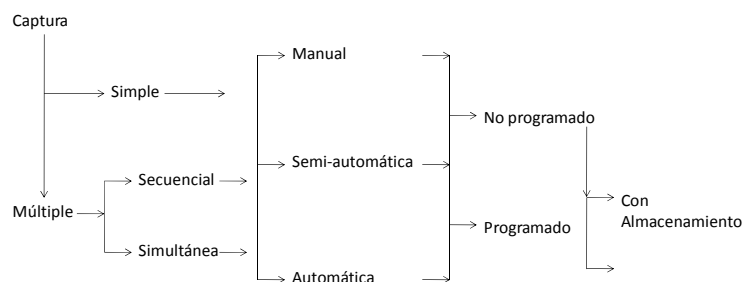 Captura
Manual
Simple
No programado
Semi-automática
Secuencial
Con
Almacenamiento
Múltiple
Programado
Simultánea
Automática